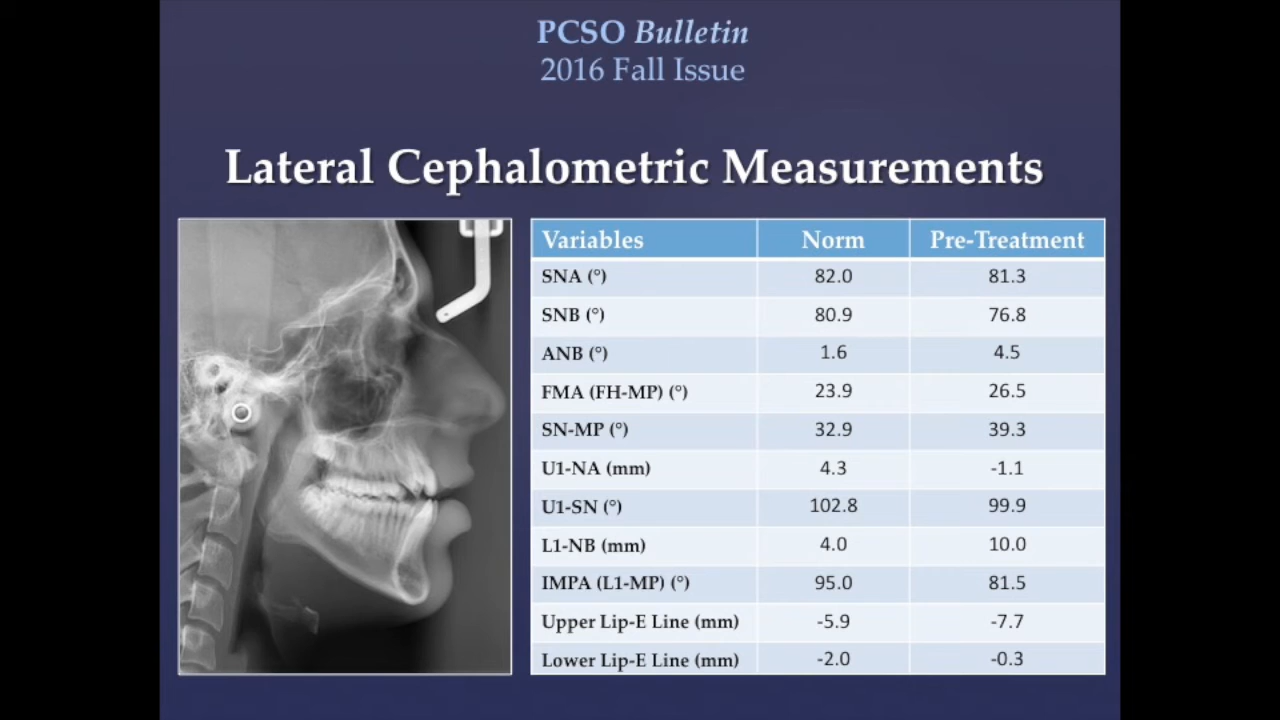 PCSO Bulletin
2016 Fall Issue
Lateral Cephalometric Measurements
Variables Norm Pre-Treatment
SNA (°) 82.0 81.3
SNB (°) 80.9 76.8
ANB (°) 1.6 4.5
FMA (FH-MP) (°) 23.9 26.5
SN-MP (°) 32.9 39.3
U1-NA (mm) 4.3 -1.1
U1-SN (°) 102.8 99.9
L1-NB (mm) 4.0 10.0
IMPA (L1-MP) (°) 95.0 81.5
Upper Lip-E Line (mm) -5.9 -7.7
Lower Lip-E Line (mm) -2.0 -0.3